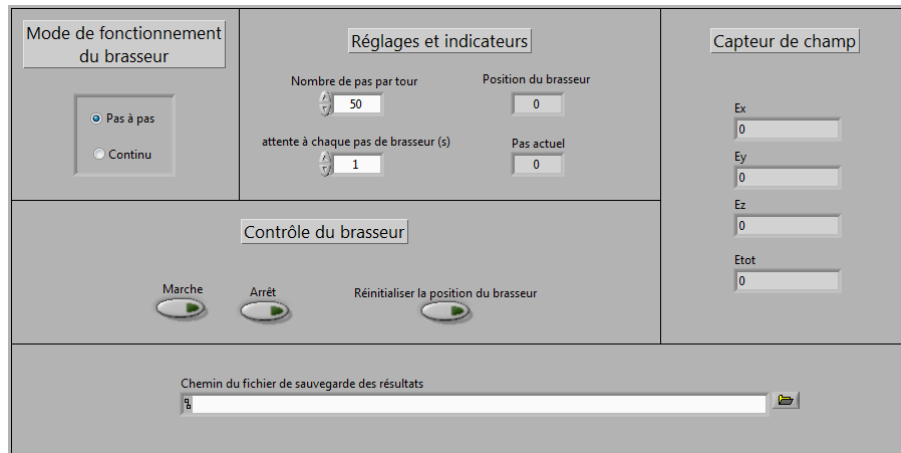 Mode de fonctionnement
du brasseur
Pas à pas
Continu
Réglages et indicateurs
Nombre de pas par tour
50
Position du brasseur
0
attente à chaque pas de brasseur (s)
1
Pas actuel
0
Capteur de champ
Ex
0
Ey
0
Ez
0
Etot
0
Contrôle du brasseur
Marche
Arrêt
Réinitialiser la position du brasseur
Chemin du fichier de sauvegarde des résultats